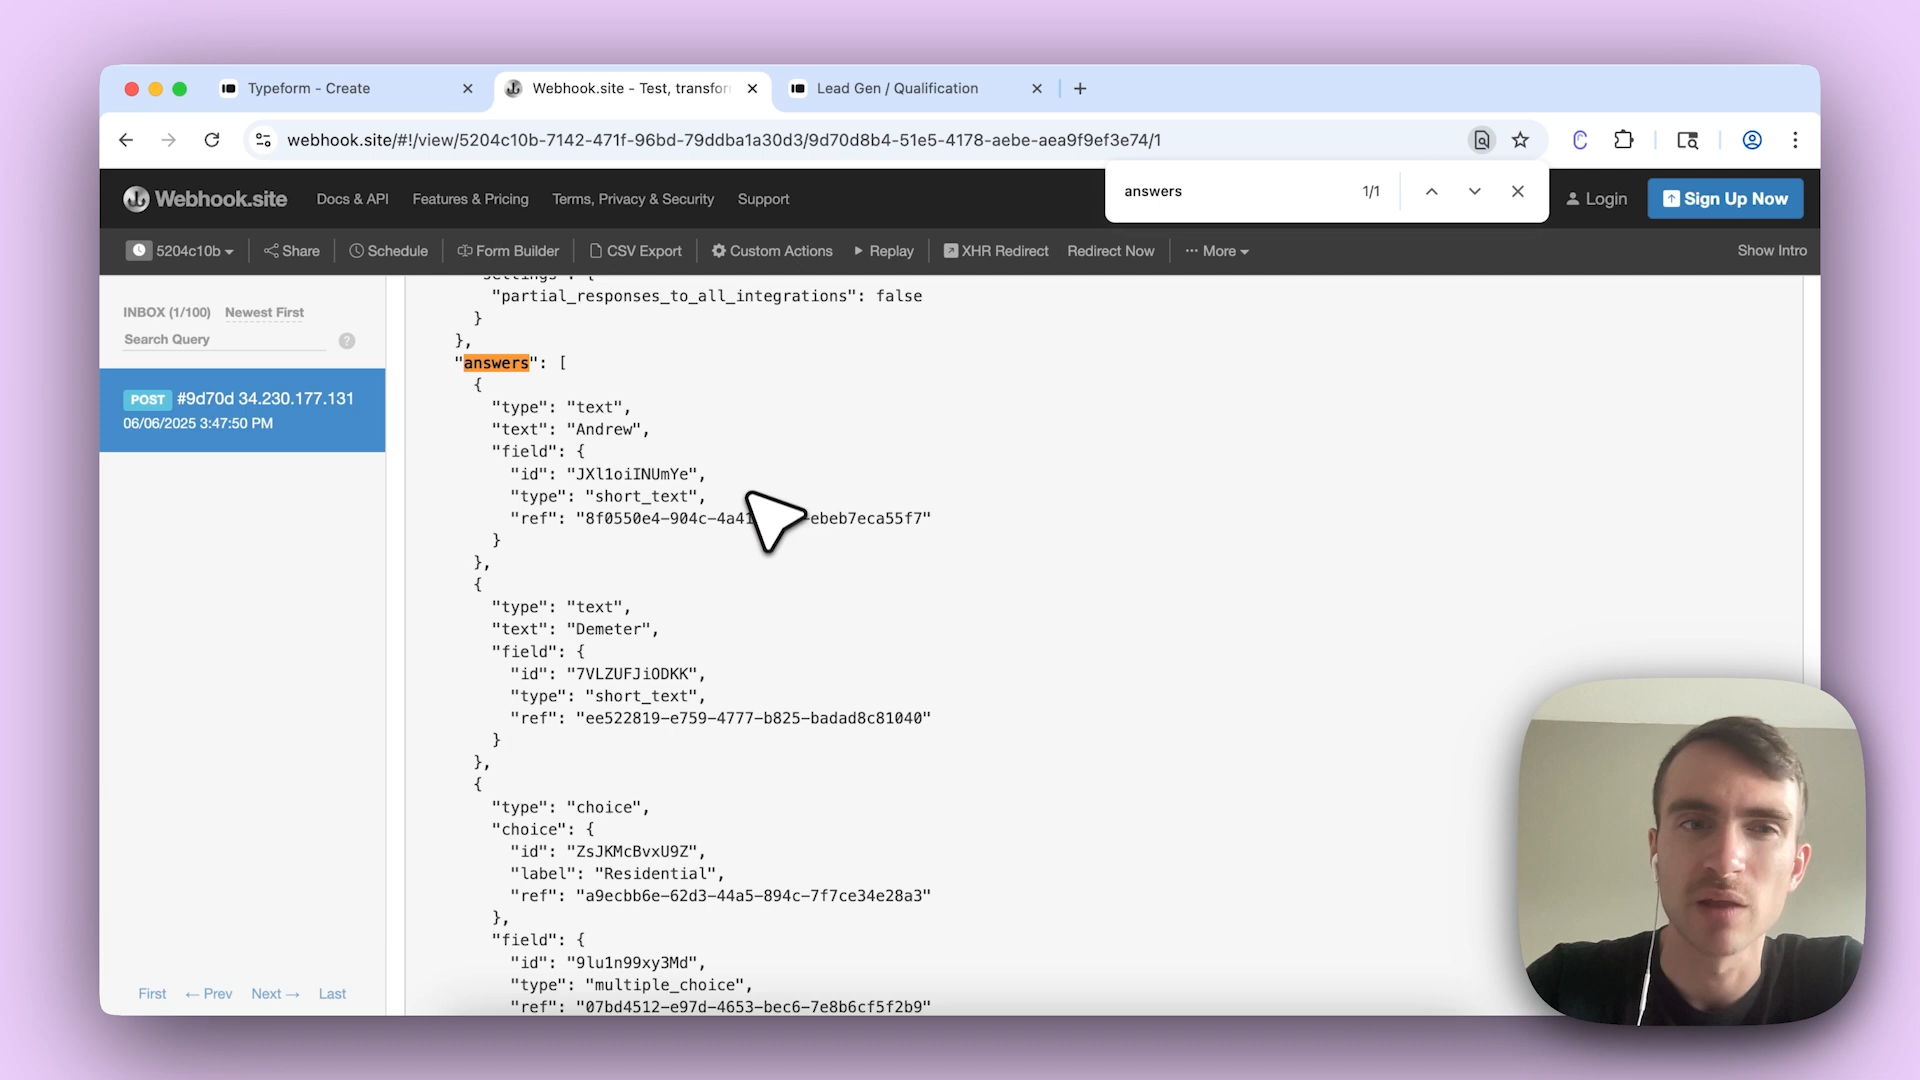 Typeform - Create
Webhook.site - Test, transfor
Lead Gen / Qualification
webhook.site/#!/view/5204c10b-7142-471f-96bd-79ddba1a30d3/9d70d8b4-51e5-4178-aebe-aea9f9ef3e74/1
answers 1/1
Webhook.site Docs & API Features & Pricing Terms, Privacy & Security Support Login Sign Up Now
5204c10b Share Schedule Form Builder CSV Export Custom Actions Replay XHR Redirect Redirect Now More Show Intro
INBOX (1/100) Newest First
Search Query ?
POST #9d70d 34.230.177.131
06/06/2025 3:47:50 PM
First ← Prev Next → Last
"partial_responses_to_all_integrations": false
}
},
"answers": [
{
"type": "text",
"text": "Andrew",
"field": {
"id": "JXl1oiINUmYe",
"type": "short_text",
"ref": "8f0550e4-904c-4a41 ebeb7eca55f7"
}
},
{
"type": "text",
"text": "Demeter",
"field": {
"id": "7VLZUFJiODKK",
"type": "short_text",
"ref": "ee522819-e759-4777-b825-badad8c81040"
}
},
{
"type": "choice",
"choice": {
"id": "ZsJKMcBvxU9Z",
"label": "Residential",
"ref": "a9ecbb6e-62d3-44a5-894c-7f7ce34e28a3"
},
"field": {
"id": "9lu1n99xy3Md",
"type": "multiple_choice",
"ref": "07bd4512-e97d-4653-bec6-7e8b6cf5f2b9"